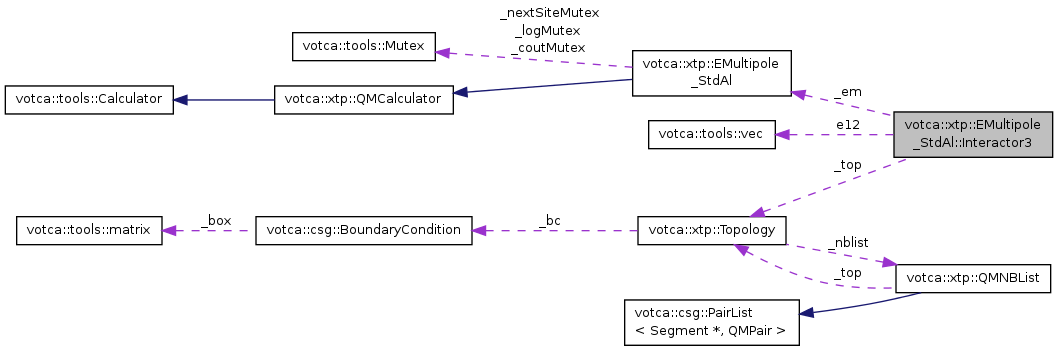 _nextSiteMutex
_logMutex
_coutMutex
votca::tools::Mutex
votca::xtp::EMultipole
_StdAl
votca::tools::Calculator
votca::xtp::QMCalculator
_em
votca::xtp::EMultipole
_StdAl::Interactor3
e12
votca::tools::vec
_top
votca::tools::matrix
_box
votca::csg::BoundaryCondition
_bc
votca::xtp::Topology
_nblist
_top
votca::xtp::QMNBList
votca::csg::PairList
< Segment *, QMPair >